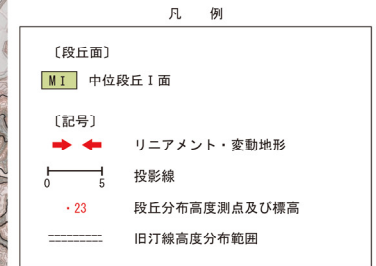 凡　例
〔段丘面〕
MⅠ 中位段丘Ⅰ面
〔記号〕
リニアメント・変動地形
0 5 投影線
・23 段丘分布高度測点及び標高
旧汀線高度分布範囲